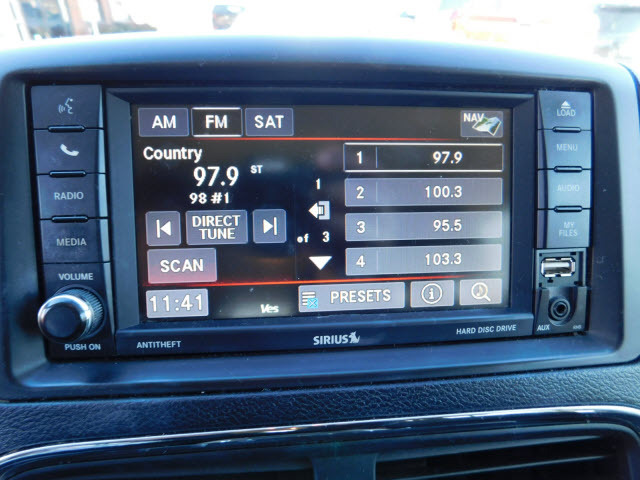 AM FM SAT NAV
Country
97.9 ST
98 #1
DIRECT
TUNE
SCAN
11:41
1
of 3
1 97.9
2 100.3
3 95.5
4 103.3
Ves PRESETS
RADIO
MEDIA
VOLUME
PUSH ON
LOAD
MENU
AUDIO
MY
FILES
AUX
ANTITHEFT SIRIUS HARD DISC DRIVE